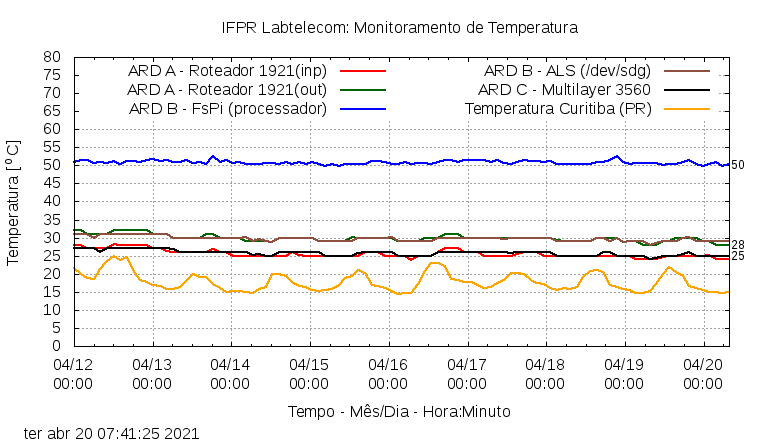 IFPR Labtelecom: Monitoramento de Temperatura
ARD A - Roteador 1921(inp)
ARD A - Roteador 1921(out)
ARD B - FsPi (processador)
ARD B - ALS (/dev/sdg)
ARD C - Multilayer 3560
Temperatura Curitiba (PR)
Temperatura [ºC]
80
75
70
65
60
55
50
45
40
35
30
25
20
15
10
5
0
50
28
25
04/12 04/13 04/14 04/15 04/16 04/17 04/18 04/19 04/20
00:00 00:00 00:00 00:00 00:00 00:00 00:00 00:00 00:00
Tempo - Mês/Dia - Hora:Minuto
ter abr 20 07:41:25 2021